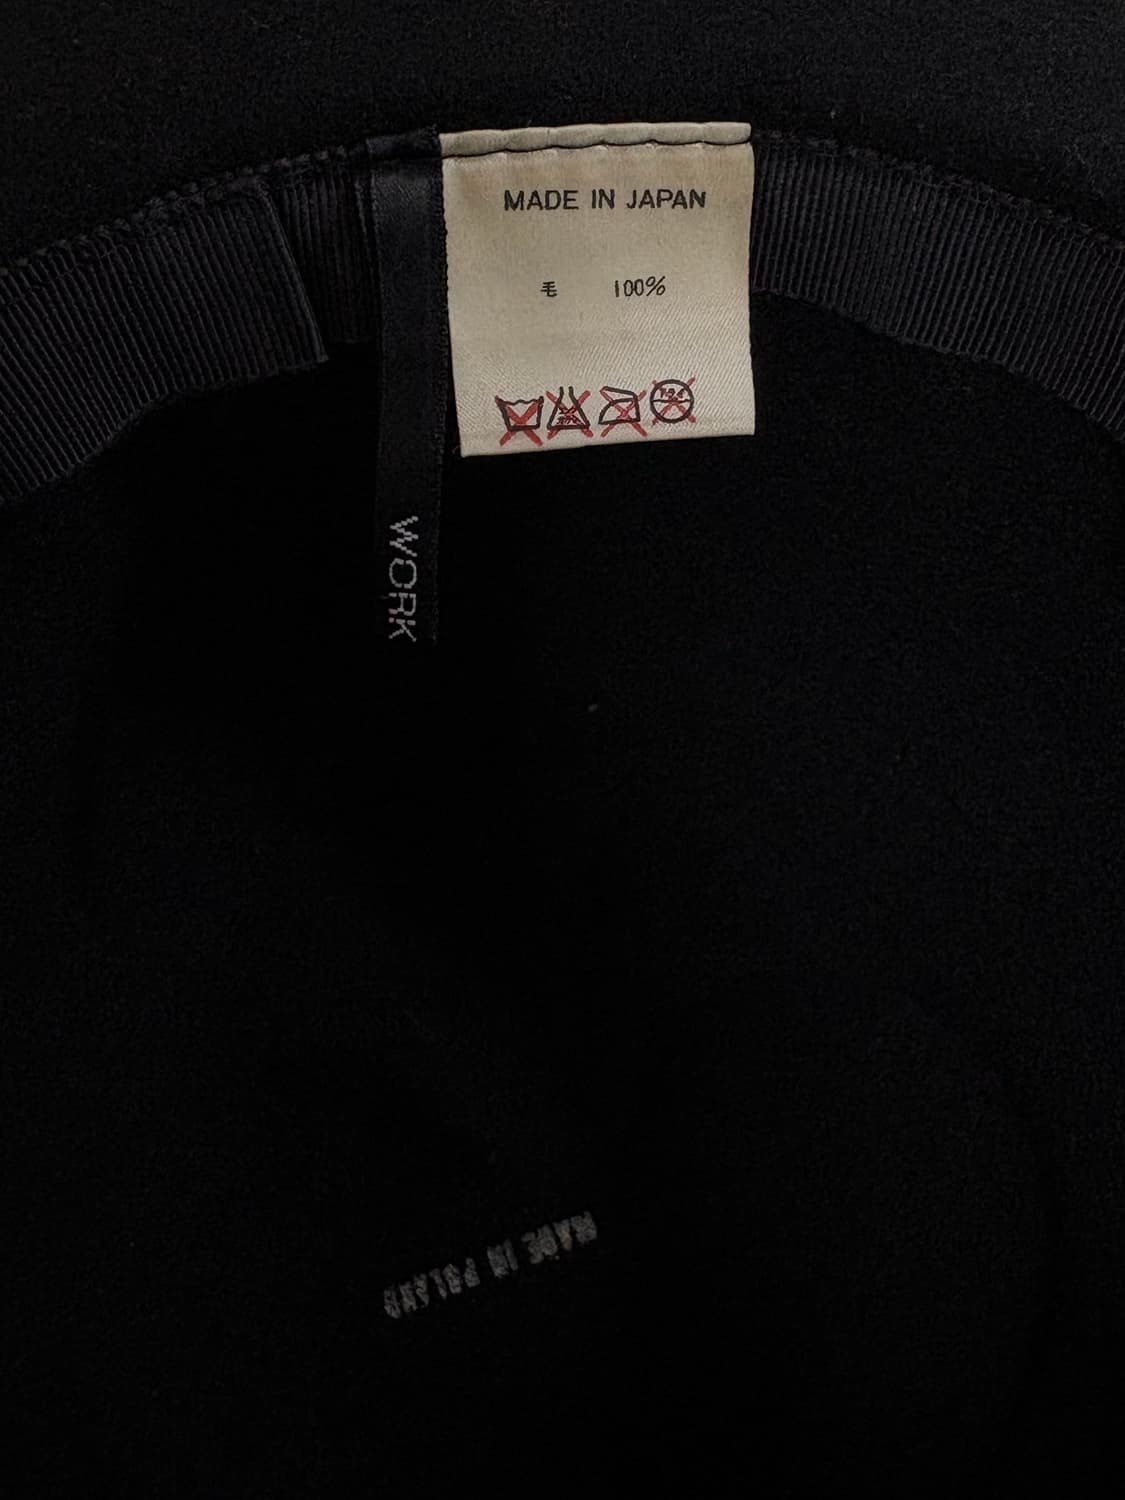 MADE IN JAPAN
毛 100%
WORK
MADE IN POLAND